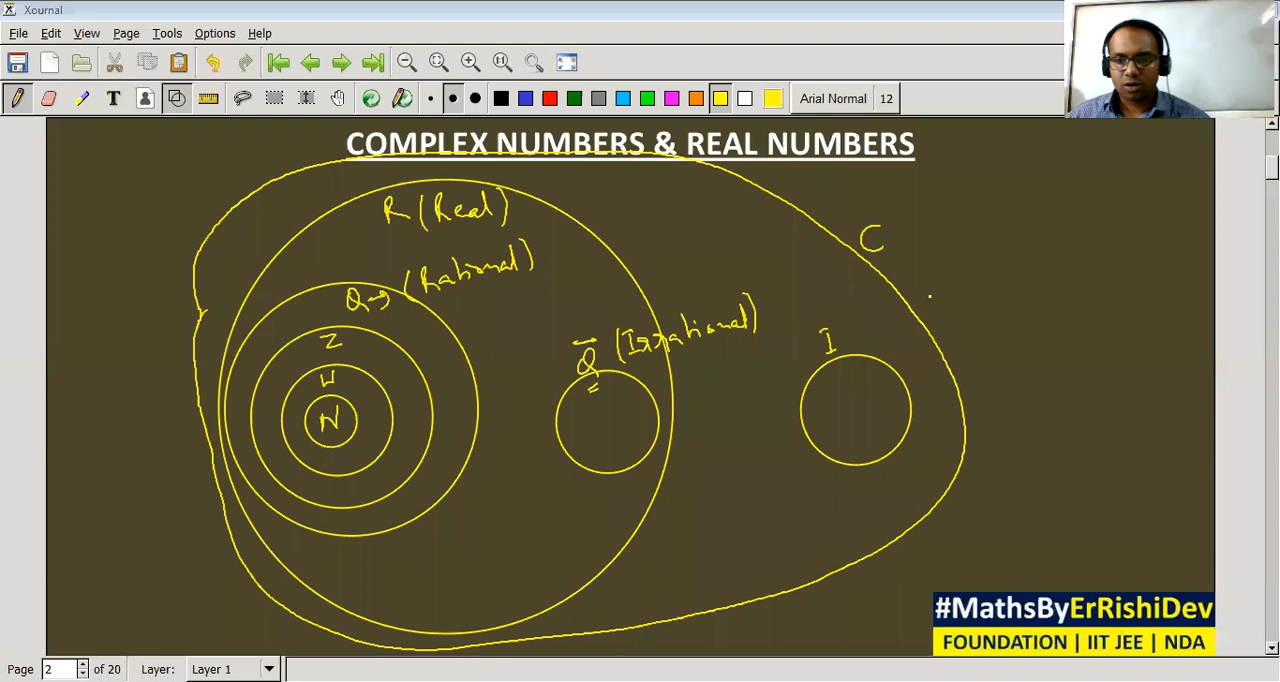 Xournal
File Edit View Page Tools Options Help
Arial Normal 12
COMPLEX NUMBERS & REAL NUMBERS
R (Real)
C
Q → (Rational)
Q̅ (Irrational)
Z
I
W
N
#MathsByErRishiDev
FOUNDATION | IIT JEE | NDA
Page 2 of 20 Layer: Layer 1